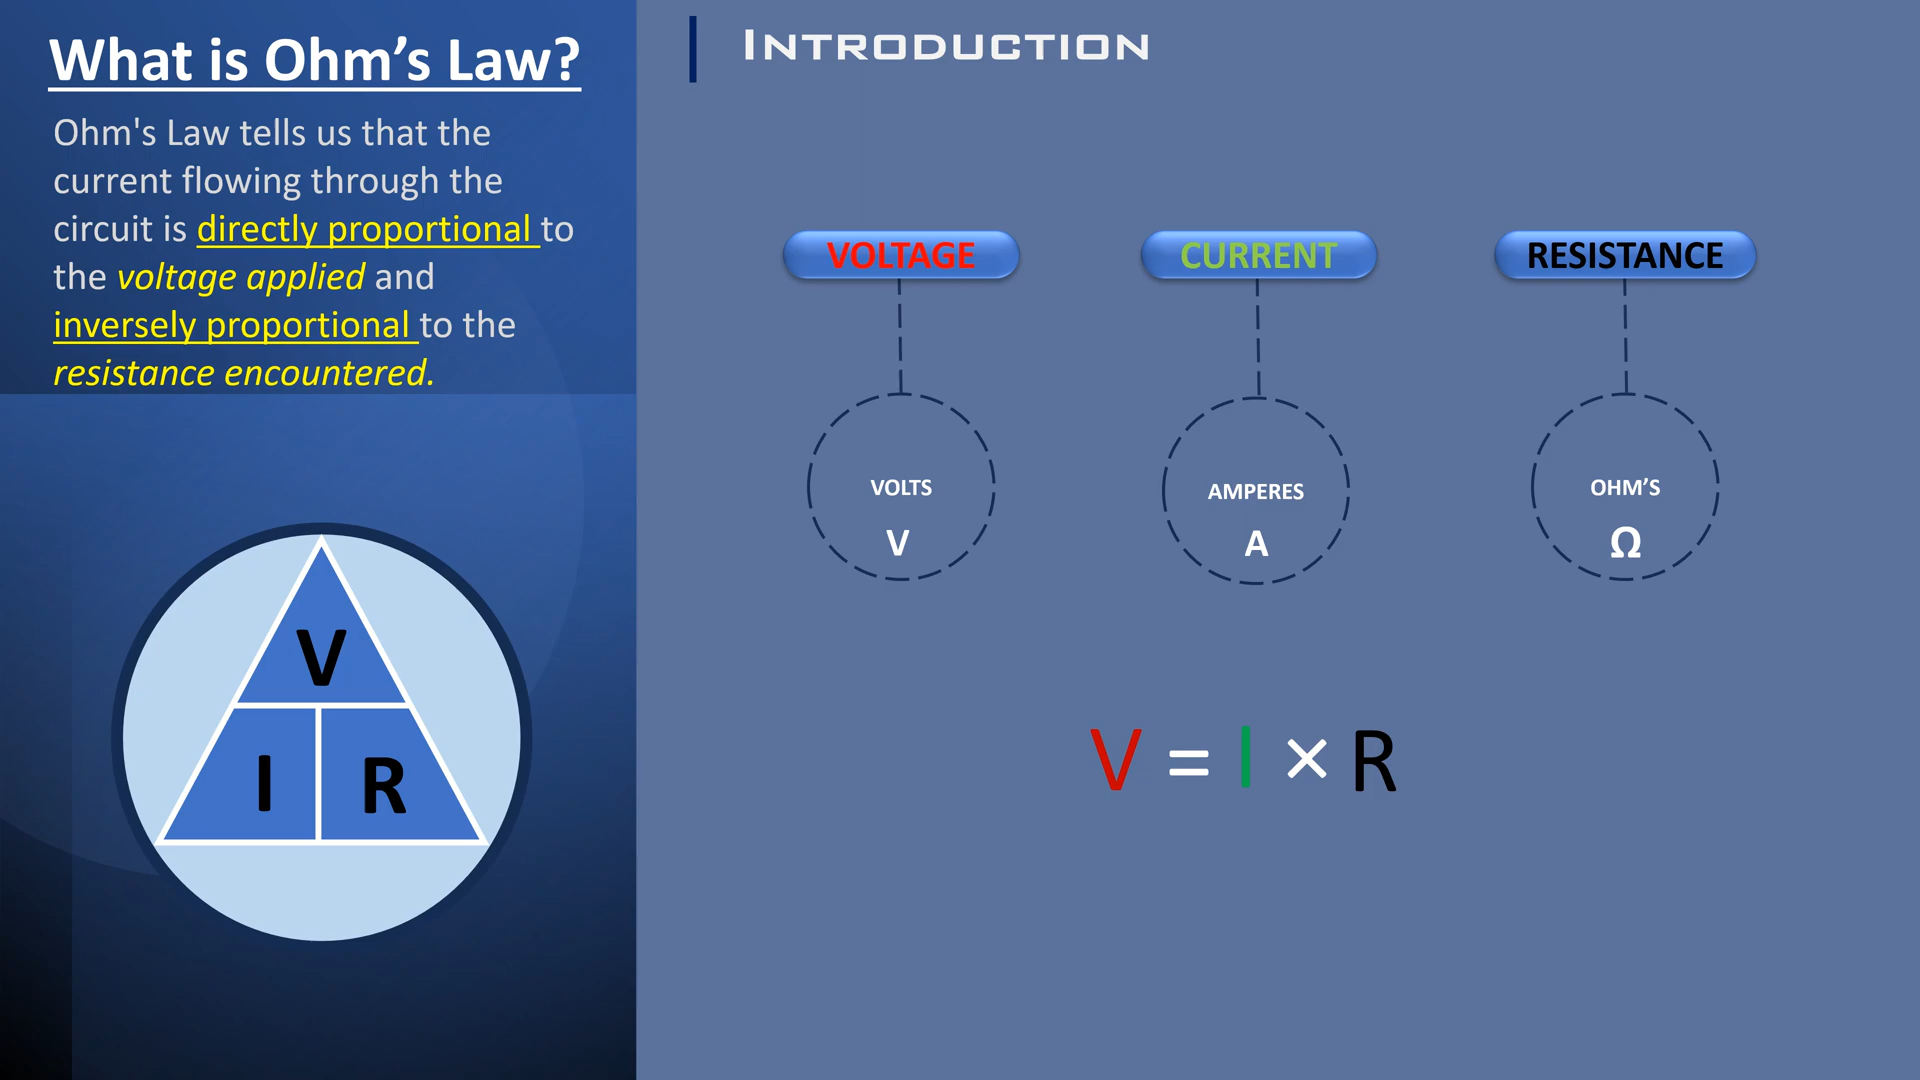 What is Ohm’s Law?
Ohm's Law tells us that the
current flowing through the
circuit is directly proportional to
the voltage applied and
inversely proportional to the
resistance encountered.
V
I R
INTRODUCTION
VOLTAGE CURRENT RESISTANCE
VOLTS AMPERES OHM’S
V A Ω
V = I × R